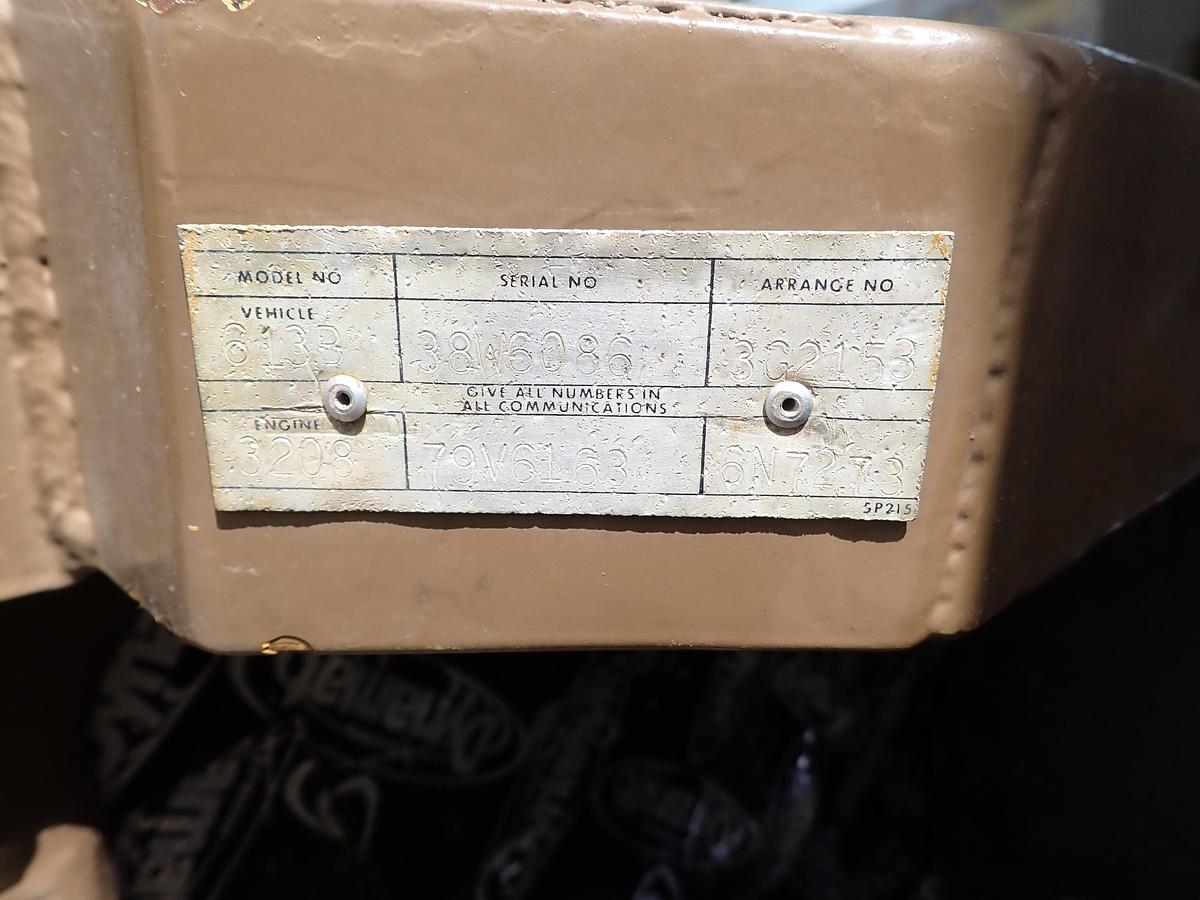 MODEL NO SERIAL NO ARRANGE NO
VEHICLE
613B 38W6086 3G2153
GIVE ALL NUMBERS IN
ALL COMMUNICATIONS
ENGINE
3208 79V6163 6N7273
SP215
Dynamat